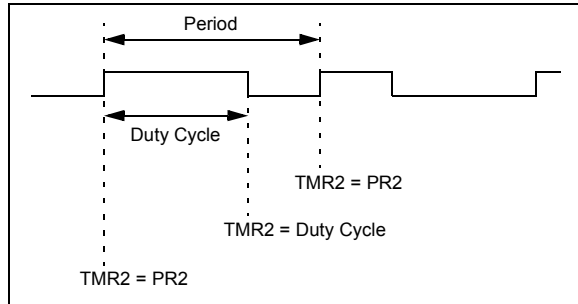 Period
Duty Cycle
TMR2 = PR2
TMR2 = Duty Cycle
TMR2 = PR2